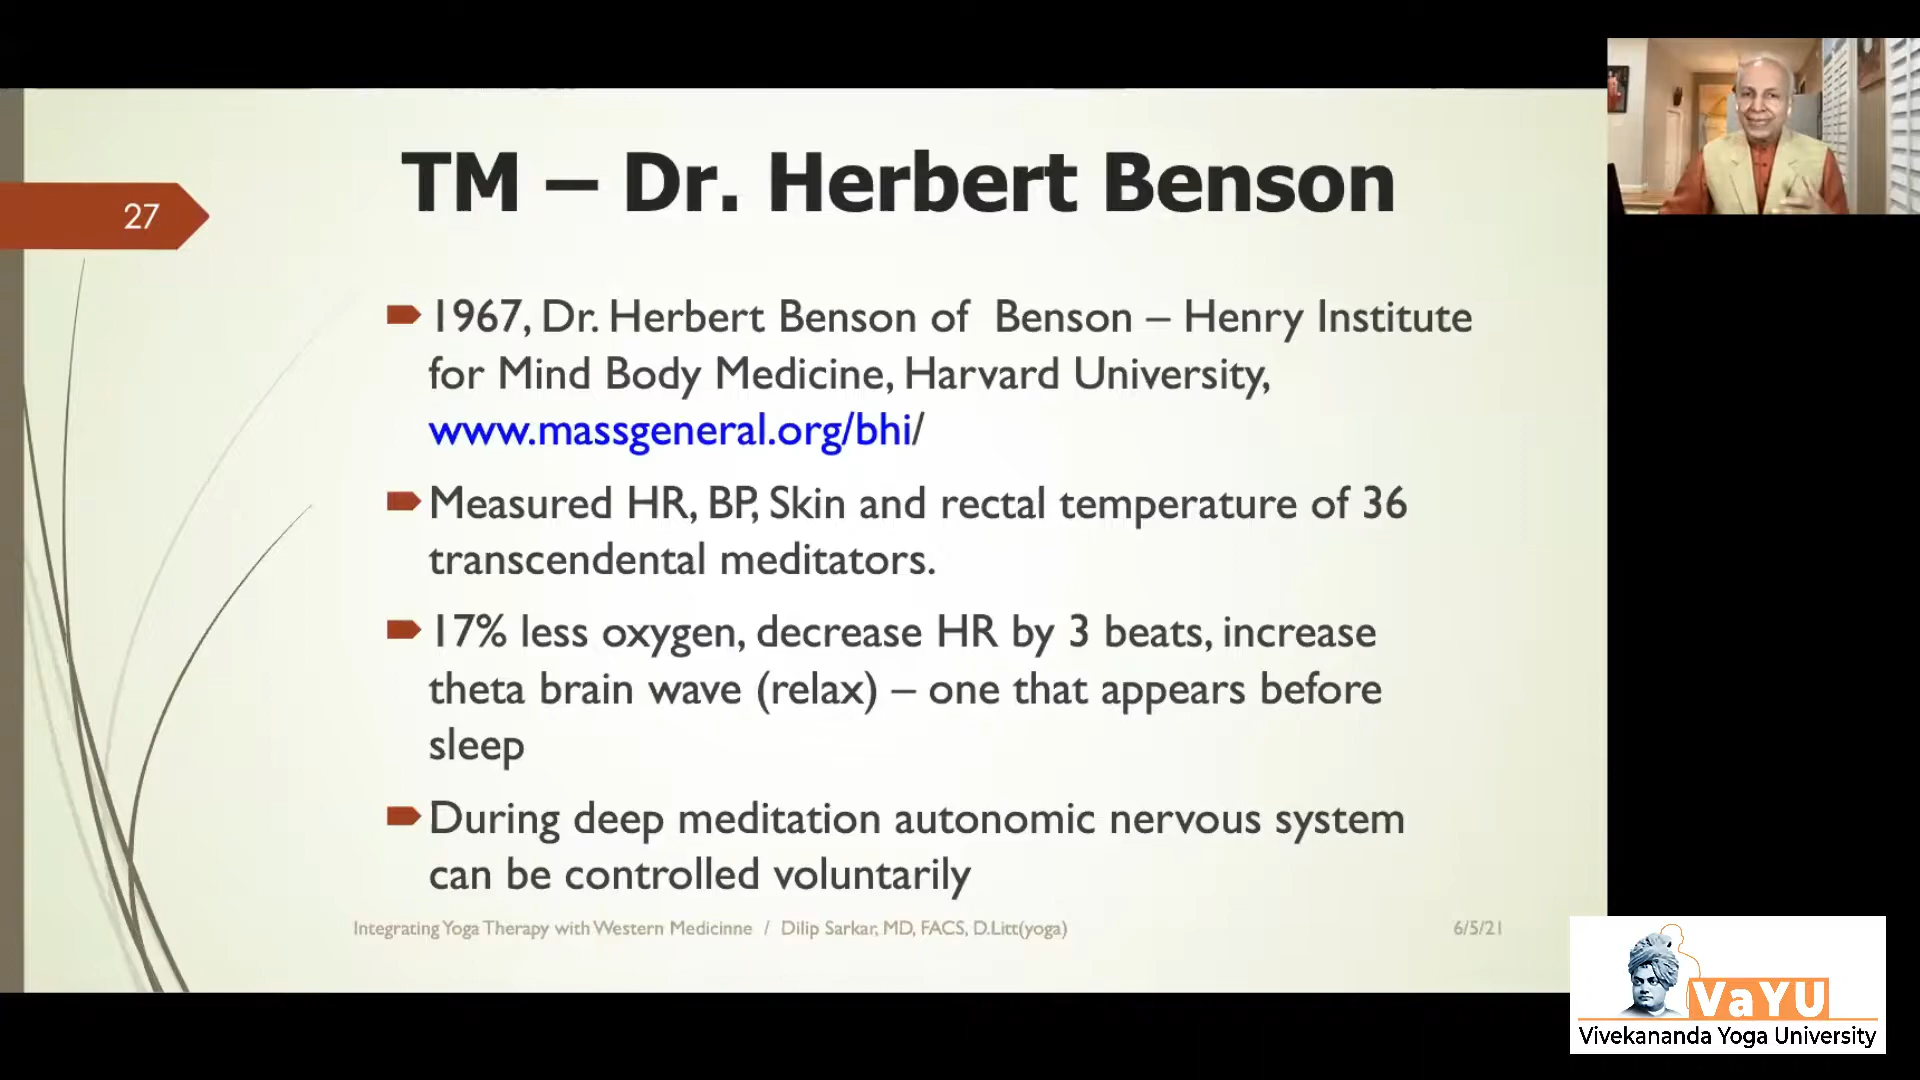 TM – Dr. Herbert Benson
27
1967, Dr. Herbert Benson of Benson – Henry Institute
for Mind Body Medicine, Harvard University,
www.massgeneral.org/bhi/
Measured HR, BP, Skin and rectal temperature of 36
transcendental meditators.
17% less oxygen, decrease HR by 3 beats, increase
theta brain wave (relax) – one that appears before
sleep
During deep meditation autonomic nervous system
can be controlled voluntarily
Integrating Yoga Therapy with Western Medicinne / Dilip Sarkar, MD, FACS, D.Litt(yoga)
6/5/21
VaYU
Vivekananda Yoga University